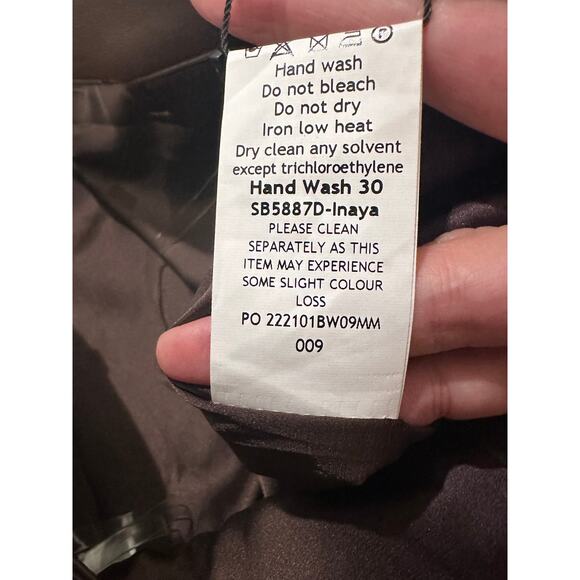 Hand wash
Do not bleach
Do not dry
Iron low heat
Dry clean any solvent
except trichloroethylene
Hand Wash 30
SB5887D-Inaya
PLEASE CLEAN
SEPARATELY AS THIS
ITEM MAY EXPERIENCE
SOME SLIGHT COLOUR
LOSS
PO 222101BW09MM
009